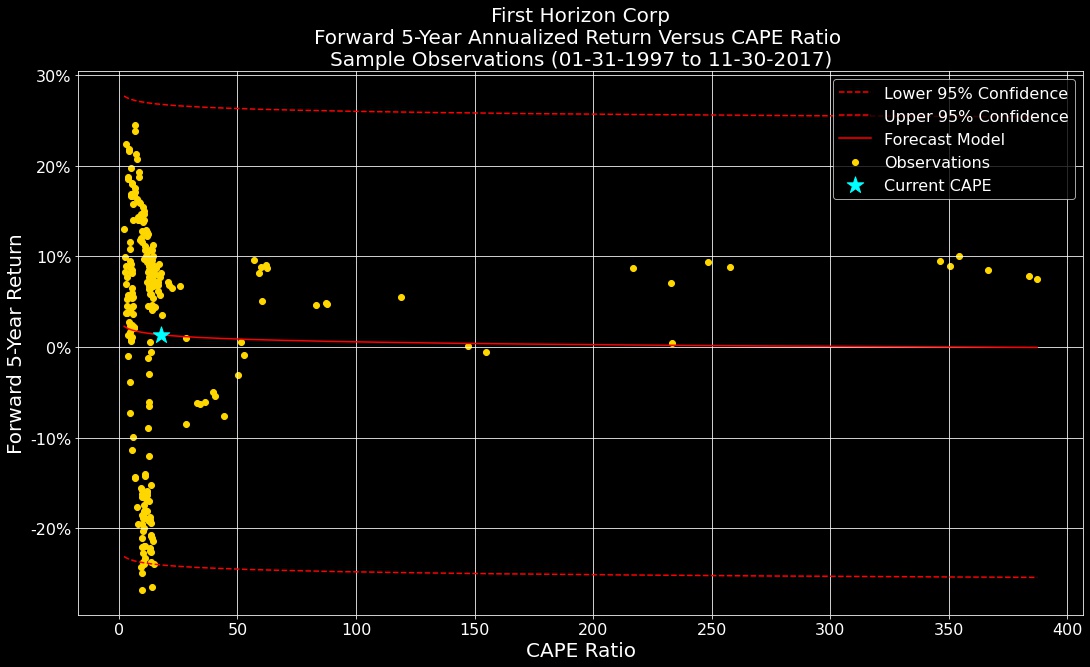 First Horizon Corp
Forward 5-Year Annualized Return Versus CAPE Ratio
Sample Observations (01-31-1997 to 11-30-2017)
30%
20%
10%
0%
-10%
-20%
Forward 5-Year Return
Lower 95% Confidence
Upper 95% Confidence
Forecast Model
Observations
Current CAPE
0 50 100 150 200 250 300 350 400
CAPE Ratio